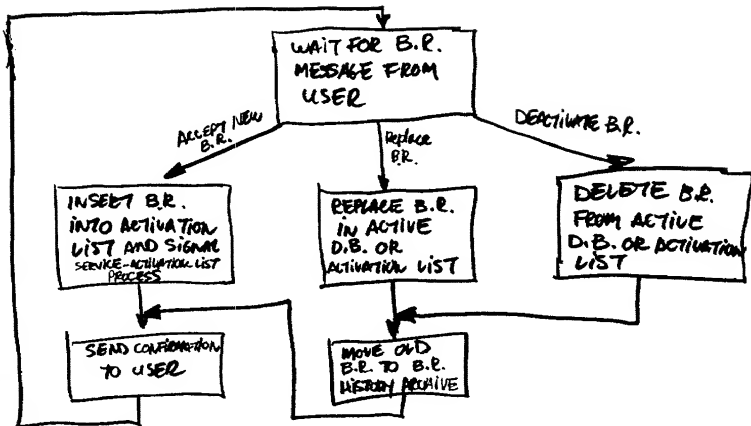 WAIT FOR B.R.
MESSAGE FROM
USER
ACCEPT NEW
B.R.
Replace
B.R.
DEACTIVATE B.R.
INSERT B.R.
INTO ACTIVATION
LIST AND SIGNAL
SERVICE-ACTIVATION LIST
PROCESS
REPLACE B.R.
IN ACTIVE
D.B. OR
ACTIVATION LIST
DELETE B.R.
FROM ACTIVE
D.B. OR ACTIVATION
LIST
SEND CONFIRMATION
TO USER
MOVE OLD
B.R. TO B.R.
HISTORY ARCHIVE